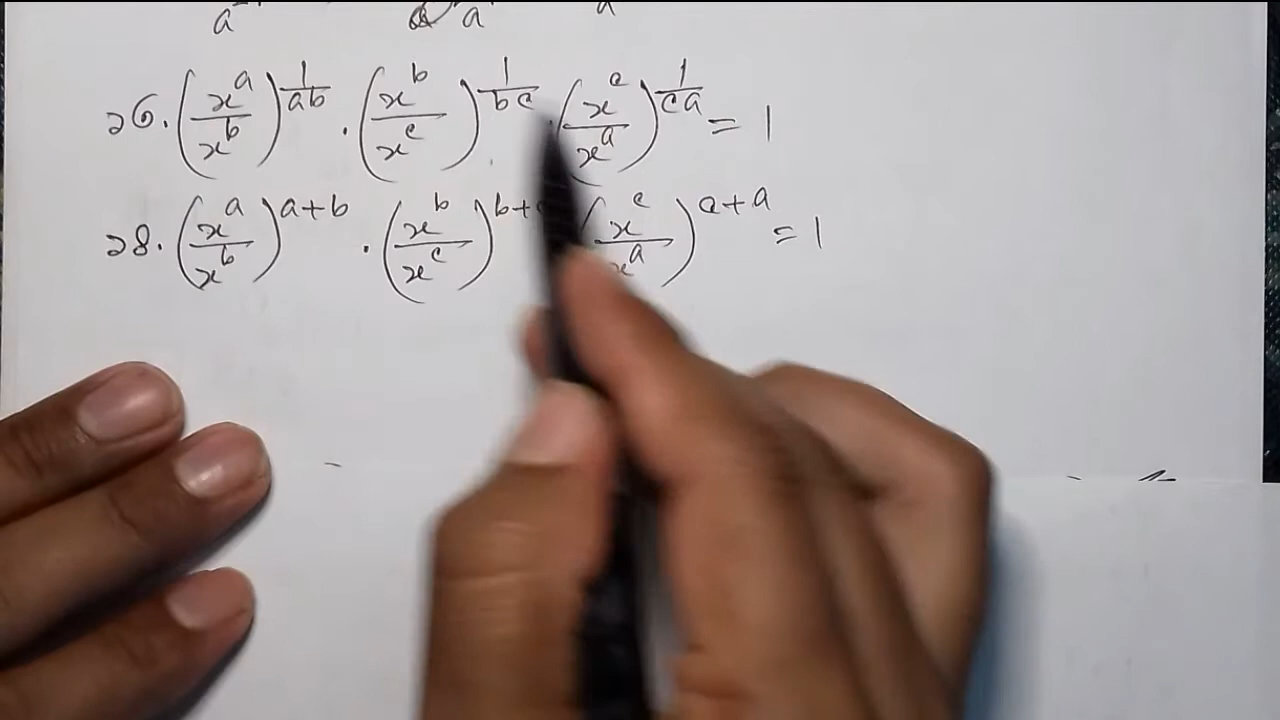 26. (x^a/x^b)^(1/ab) . (x^b/x^c)^(1/bc) . (x^c/x^a)^(1/ca) = 1
28. (x^a/x^b)^(a+b) . (x^b/x^c)^(b+ (x^c/x^a)^(c+a) = 1